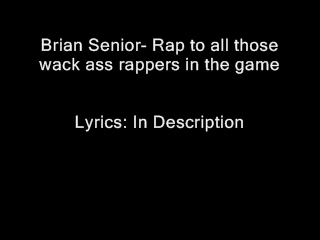 Brian Senior- Rap to all those
wack ass rappers in the game
Lyrics: In Description